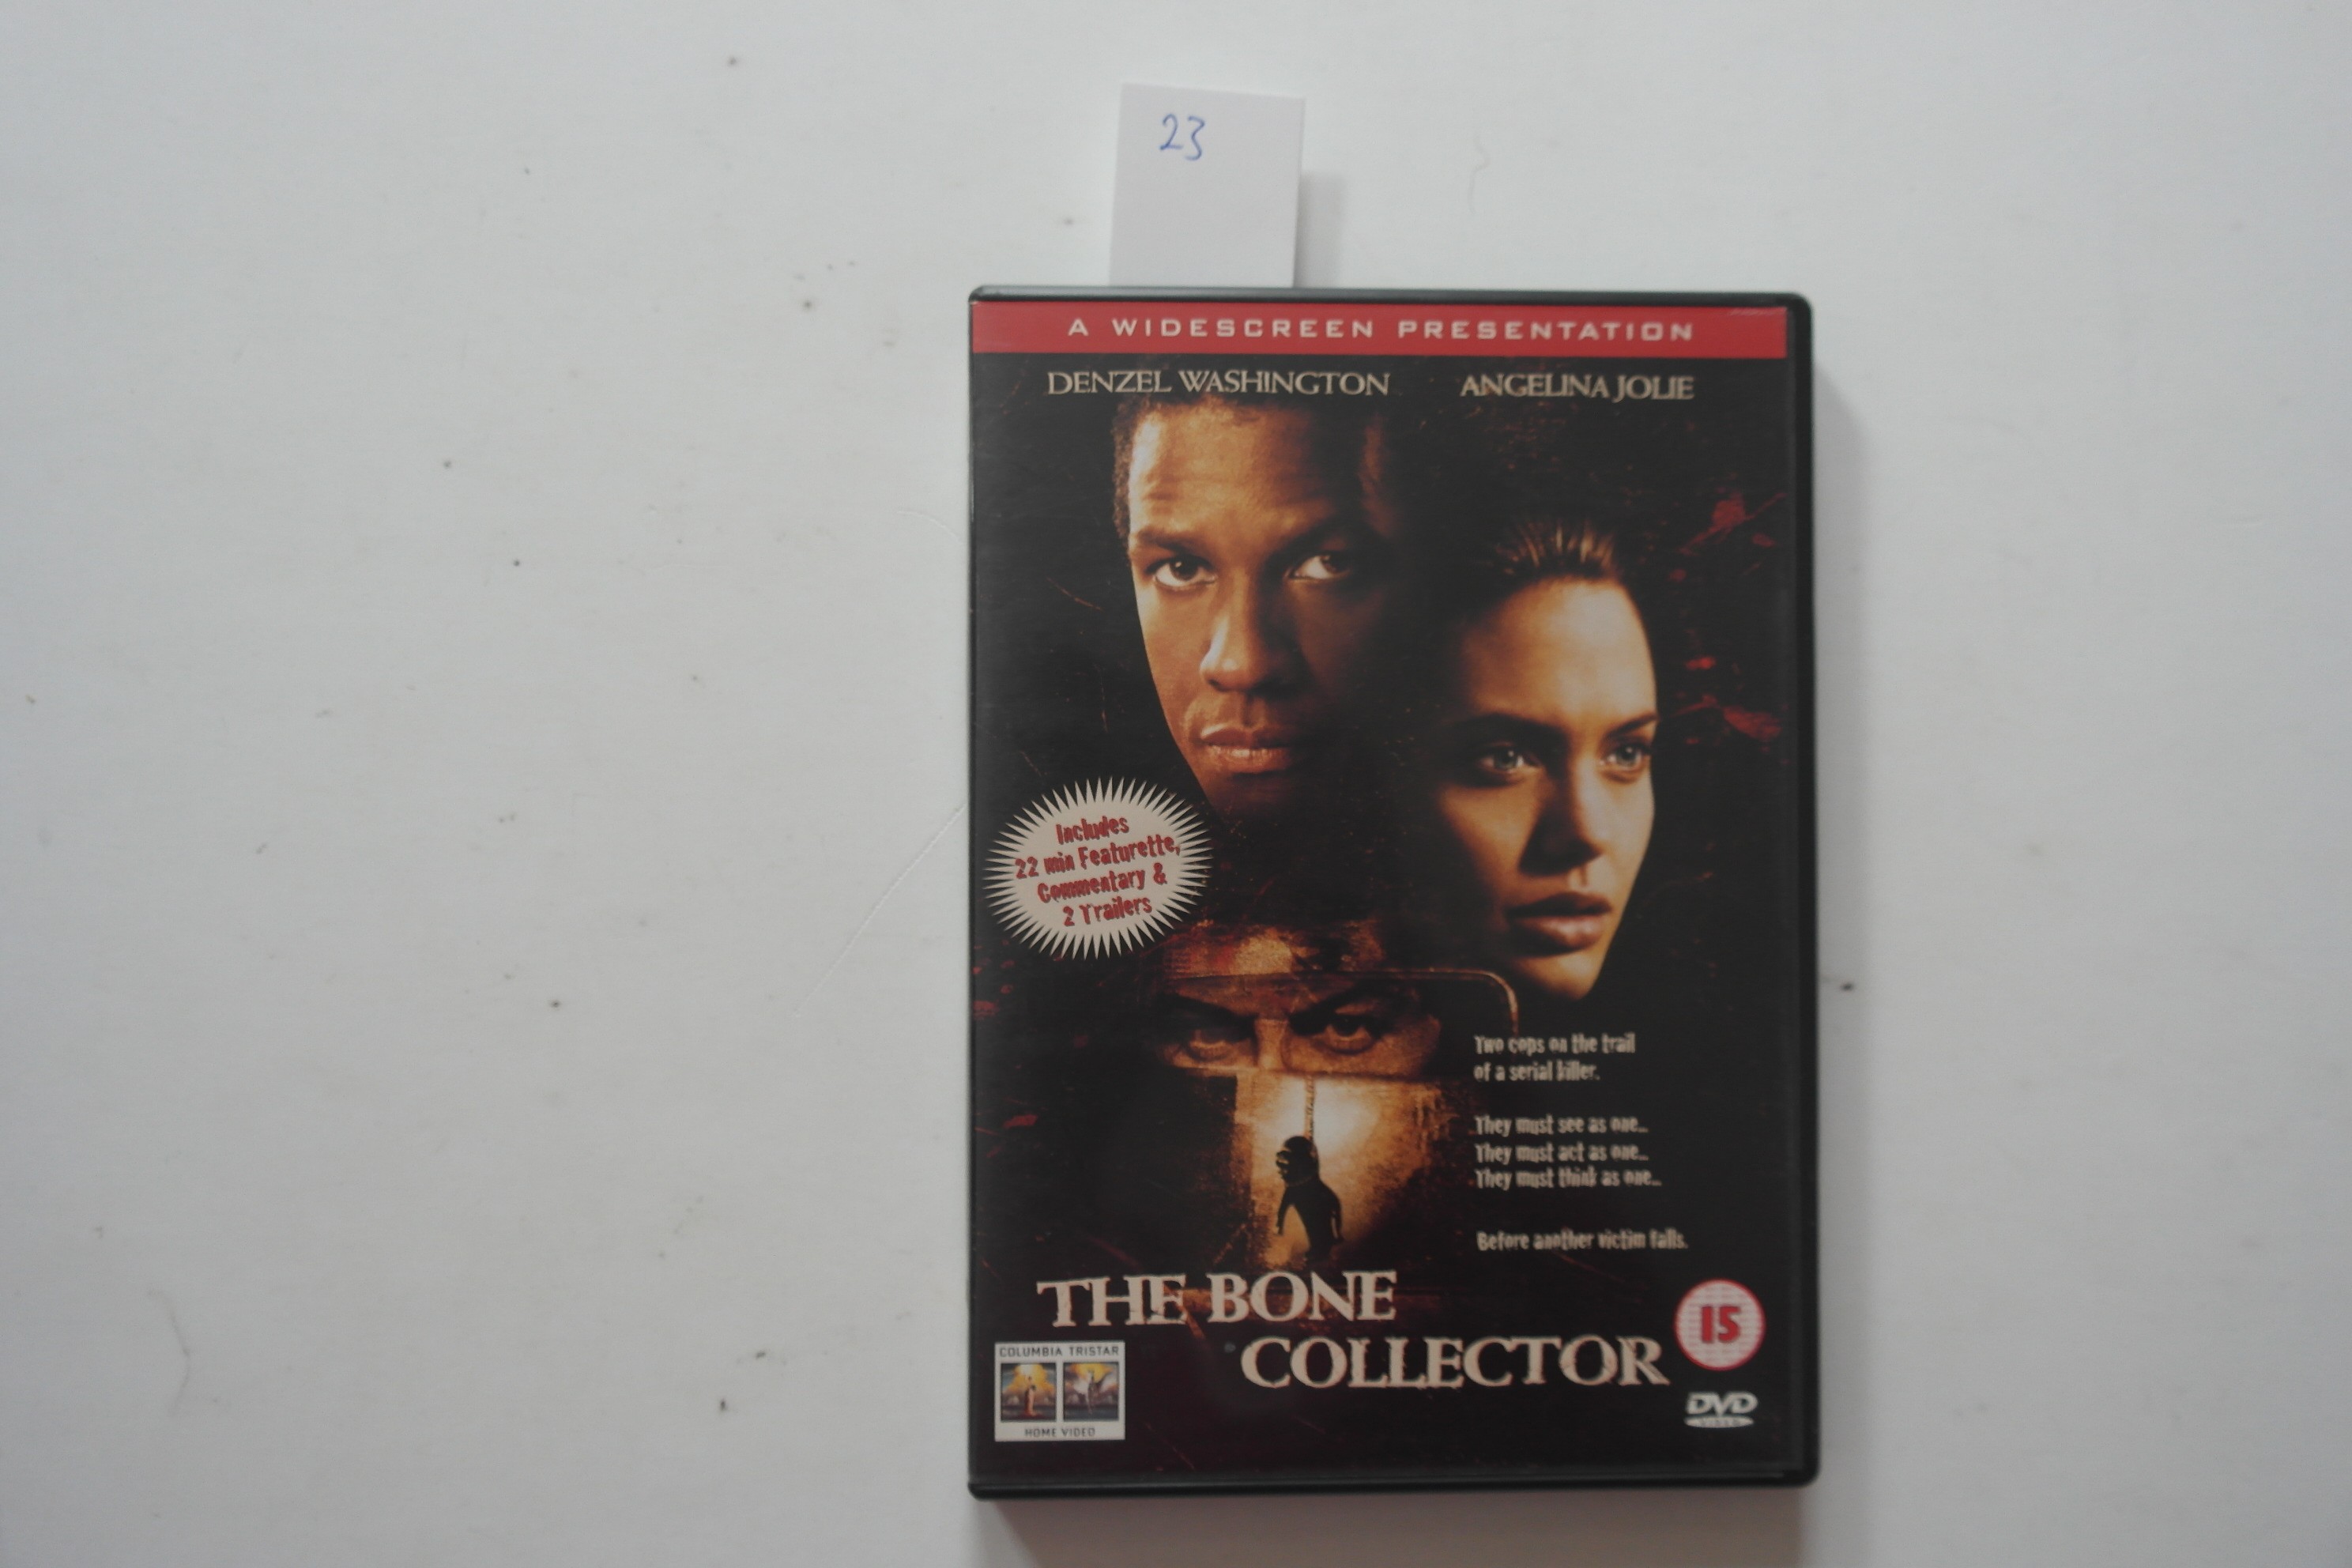 23
A WIDESCREEN PRESENTATION
DENZEL WASHINGTON ANGELINA JOLIE
Includes
22 min Featurette,
Commentary &
2 Trailers
Two cops on the trail
of a serial killer.
They must see as one...
They must act as one...
They must think as one...
Before another victim falls.
THE BONE
COLLECTOR
15
COLUMBIA TRISTAR
HOME VIDEO
DVD
VIDEO